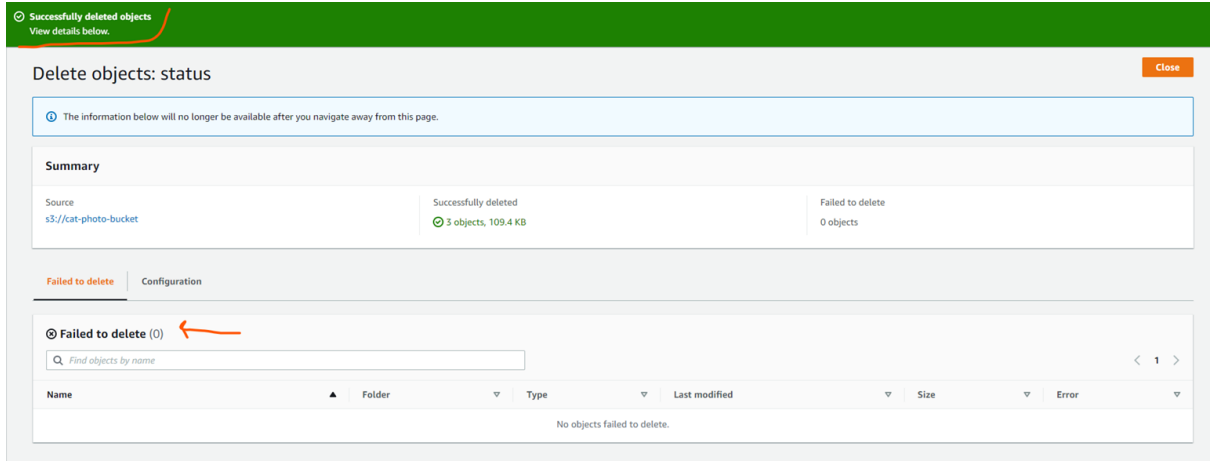 Successfully deleted objects
View details below.
Delete objects: status
Close
The information below will no longer be available after you navigate away from this page.
Summary
Source
s3://cat-photo-bucket
Successfully deleted
3 objects, 109.4 KB
Failed to delete
0 objects
Failed to delete
Configuration
Failed to delete (0)
Find objects by name
1
Name Folder Type Last modified Size Error
No objects failed to delete.